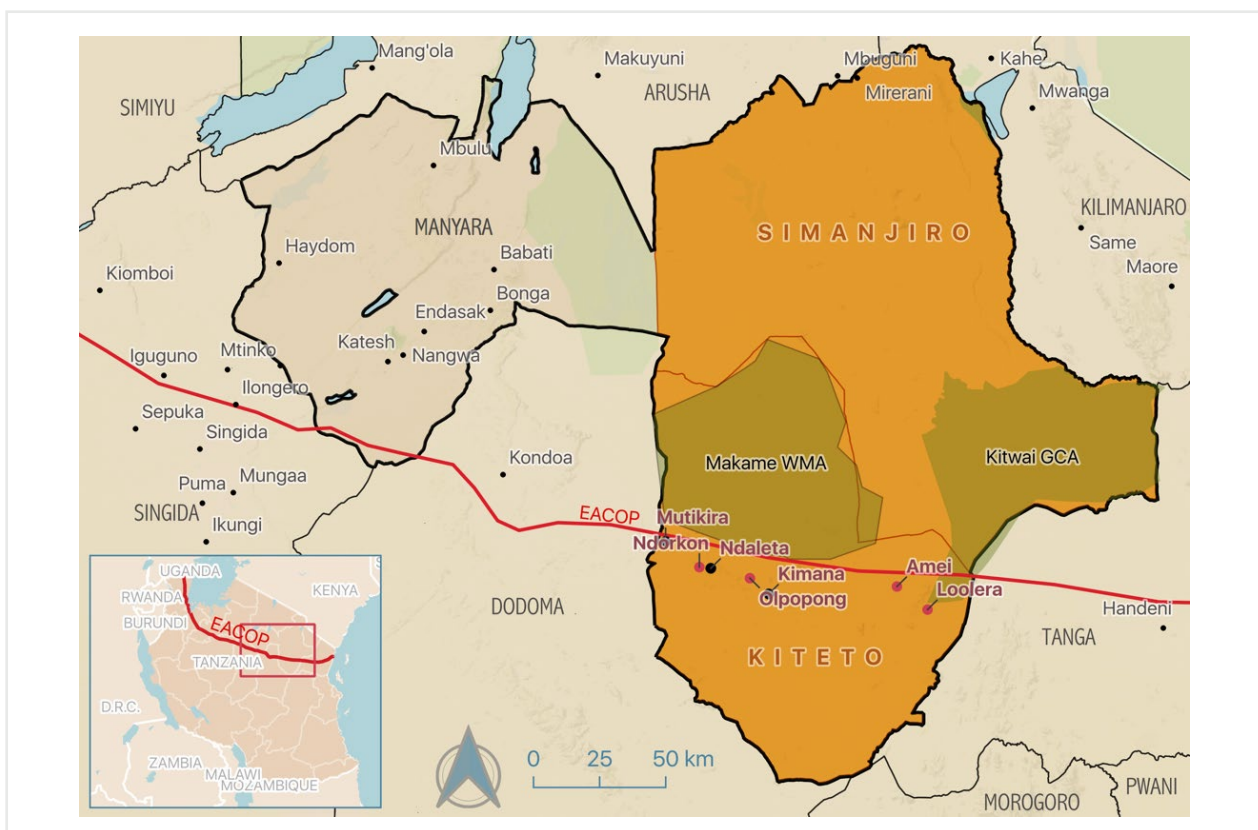 Mang'ola
Makuyuni
Mbuguni
Kahe
SIMIYU
ARUSHA
Mirerani
Mwanga
Mbulu
KILIMANJARO
MANYARA
SIMANJIRO
Haydom
Babati
Same
Kiomboi
Maore
Bonga
Endasak
Iguguno
Mtinko
Katesh
Nangwa
Ilongero
Sepuka
Singida
Makame WMA
Kitwai GCA
Kondoa
Puma
Mungaa
SINGIDA
EACOP
Mutikira
Ikungi
Ndorkon
Ndaleta
Kimana
Amei
Olpopong
Loolera
DODOMA
Handeni
TANGA
KITETO
UGANDA
KENYA
RWANDA
BURUNDI
EACOP
TANZANIA
D.R.C.
ZAMBIA
MALAWI
MOZAMBIQUE
0 25 50 km
PWANI
MOROGORO